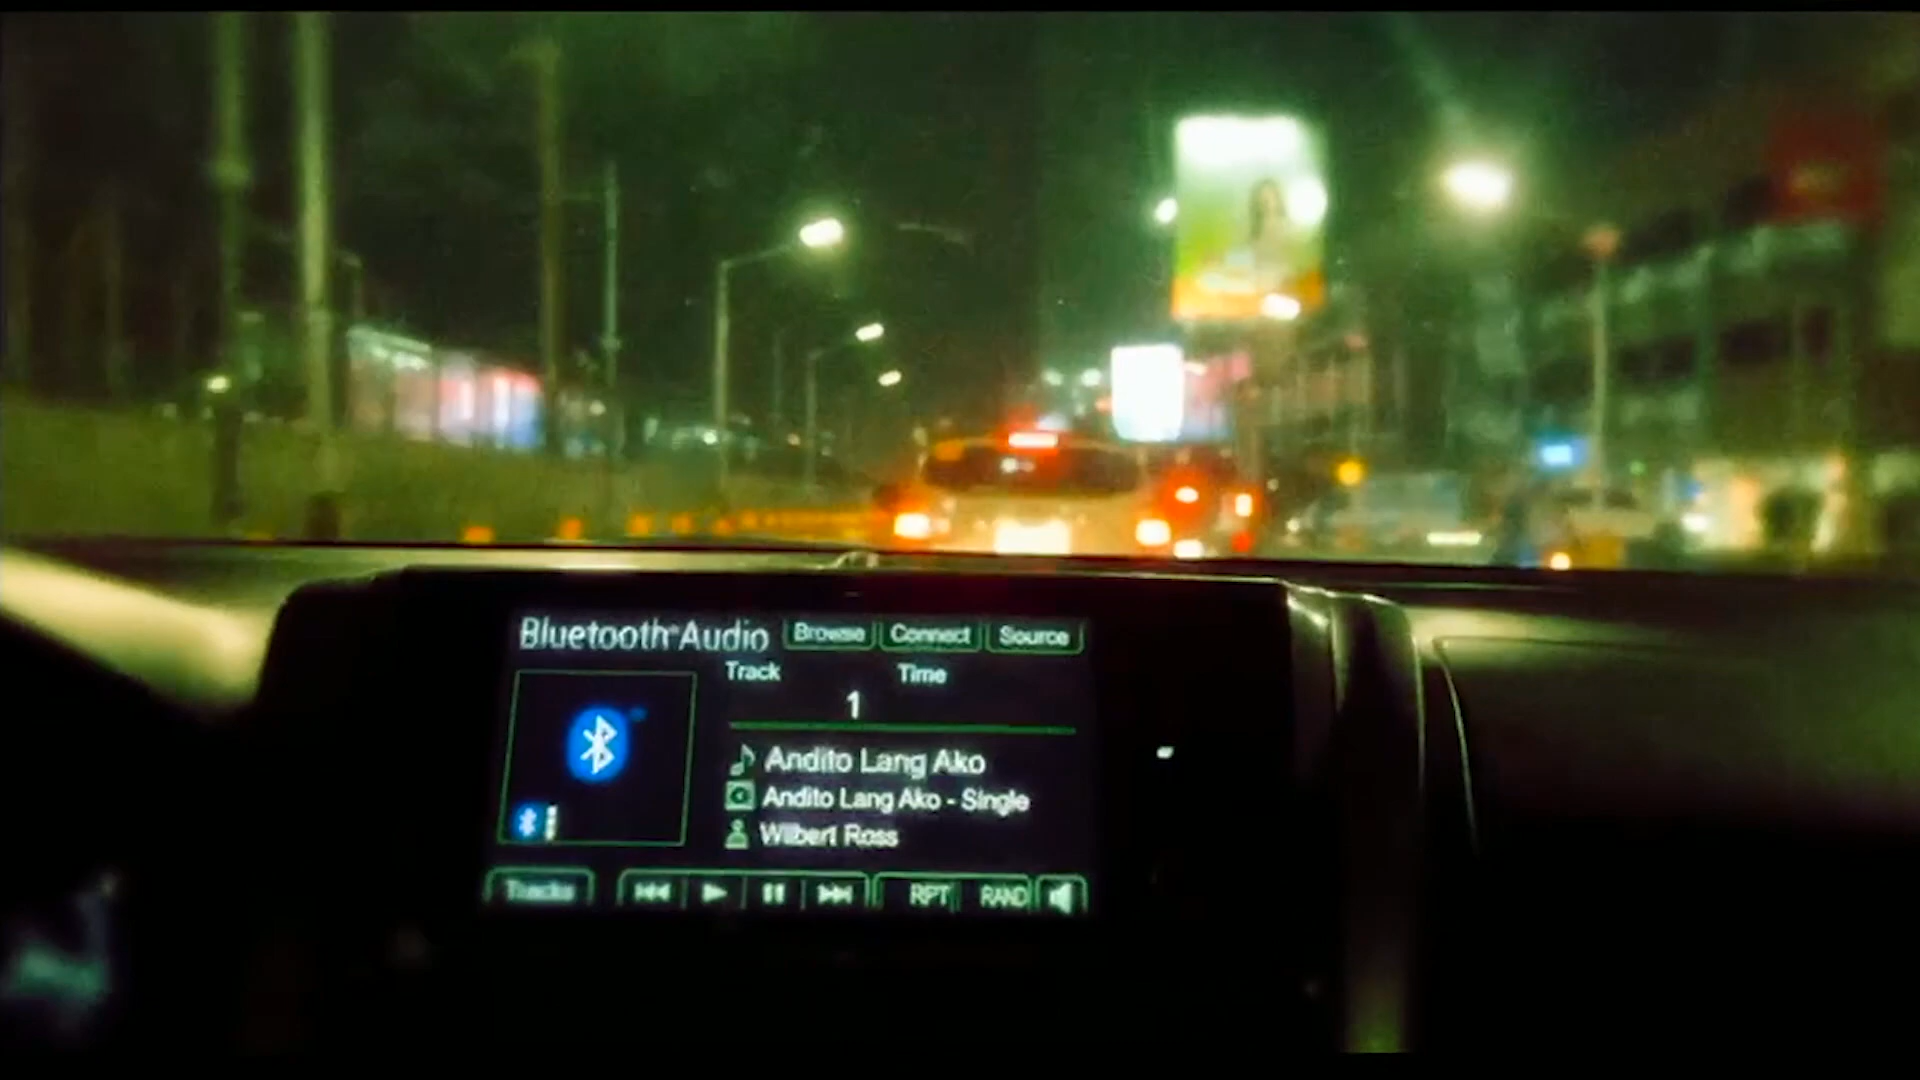 Bluetooth Audio Browse Connect Source
Track Time
1
Andito Lang Ako
Andito Lang Ako - Single
Wilbert Ross
Tracks RPT RAND